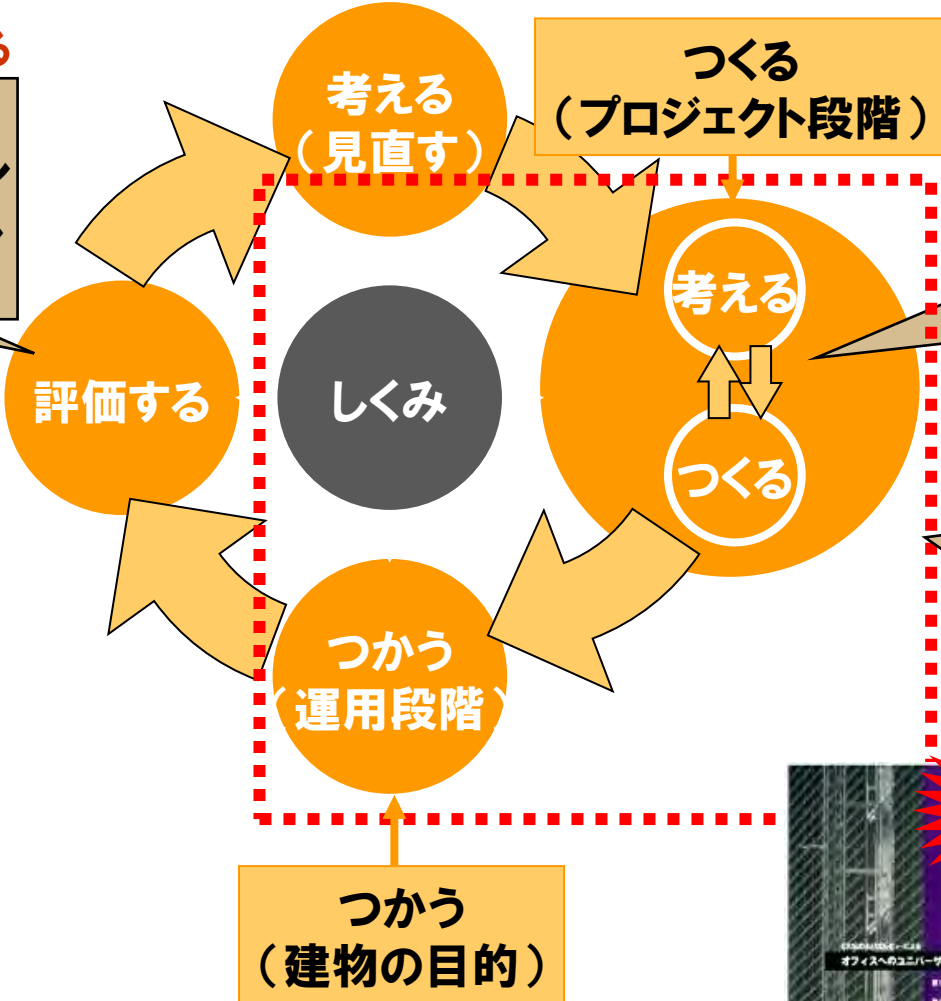 る
考える
（見直す）
つくる
（プロジェクト段階）
考える
評価する
しくみ
つくる
つかう
（運用段階）
つかう
（建物の目的）
オフィスへのユニバーサ